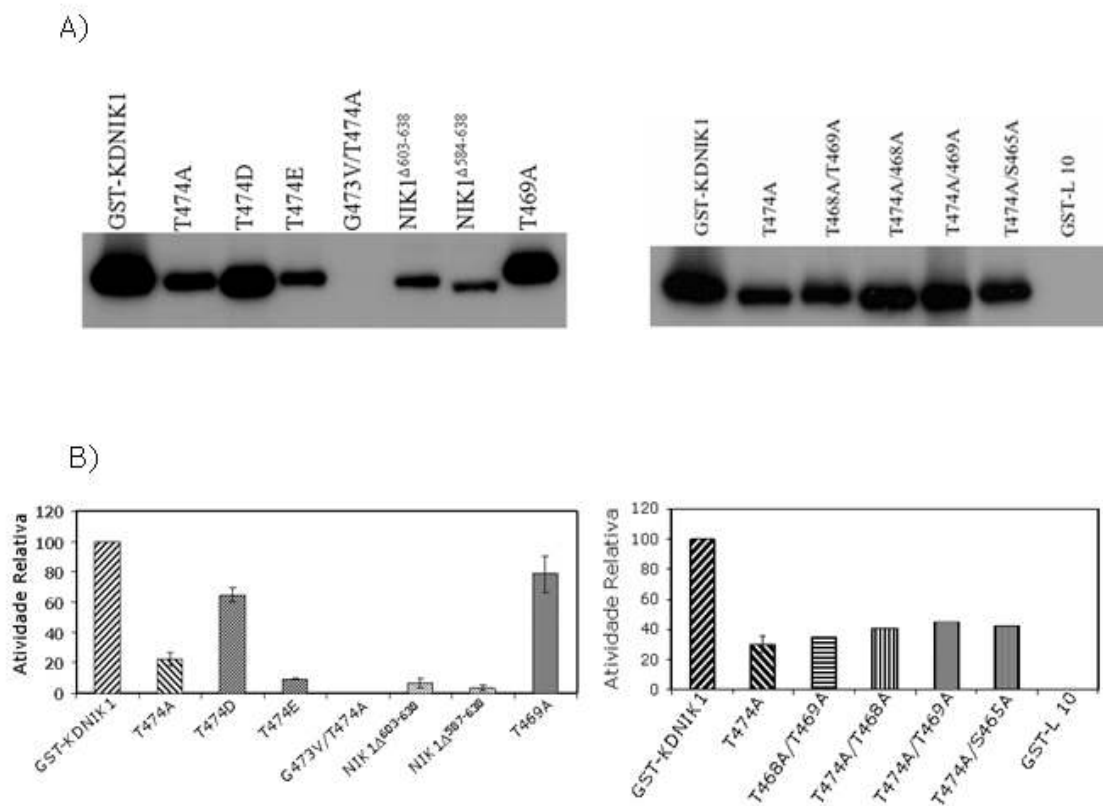 A)
GST-KDNIK1
T474A
T474D
T474E
G473V/T474A
NIK1Δ603-638
NIK1Δ584-638
T469A
GST-KDNIK1
T474A
T468A/T469A
T474A/468A
T474A/469A
T474A/S465A
GST-L 10
B)
Atividade Relativa
120
100
80
60
40
20
0
GST-KDNIK1
T474A
T474D
T474E
G473V/T474A
NIK1Δ603-638
NIK1Δ587-638
T469A
Atividade Relativa
120
100
80
60
40
20
0
GST-KDNIK1
T474A
T468A/T469A
T474A/T468A
T474A/T469A
T474A/S465A
GST-L 10